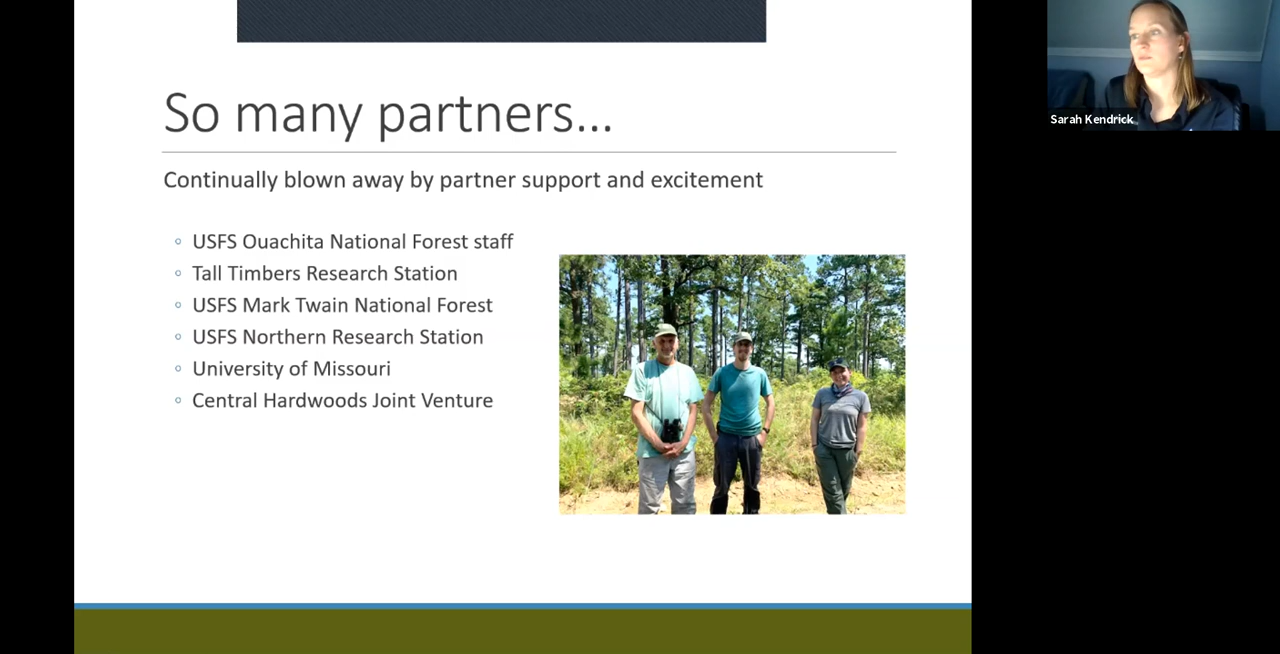 So many partners...
Continually blown away by partner support and excitement
USFS Ouachita National Forest staff
Tall Timbers Research Station
USFS Mark Twain National Forest
USFS Northern Research Station
University of Missouri
Central Hardwoods Joint Venture
Sarah Kendrick